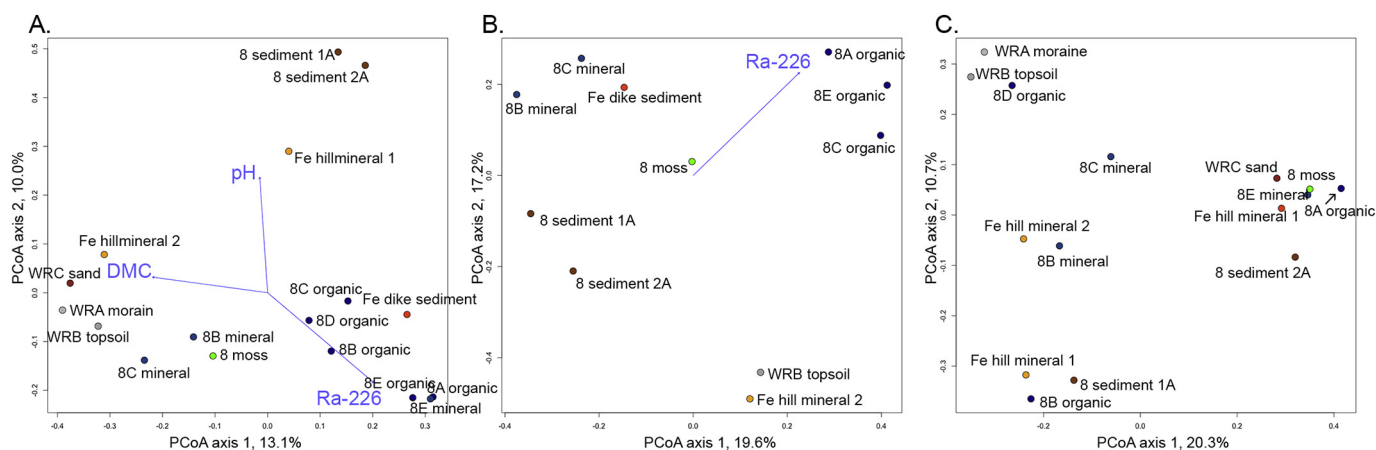 A.
8 sediment 1A
8 sediment 2A
Fe hillmineral 1
pH
Fe hillmineral 2
DMC
WRC sand
WRA morain
WRB topsoil
8C organic
Fe dike sediment
8D organic
8B mineral
8B organic
8 moss
8C mineral
8E organic
8A organic
Ra-226
8E mineral
0.5
0.4
0.3
0.2
0.1
0.0
-0.1
-0.2
PCoA axis 2, 10.0%
-0.4
-0.3
-0.2
-0.1
0.0
0.1
0.2
0.3
PCoA axis 1, 13.1%
B.
Ra-226
8A organic
8C mineral
Fe dike sediment
8E organic
8B mineral
8C organic
8 moss
8 sediment 1A
8 sediment 2A
WRB topsoil
Fe hill mineral 2
0.2
0.0
-0.2
-0.4
PCoA axis 2, 17.2%
-0.4
-0.2
0.0
0.2
0.4
PCoA axis 1, 19.6%
C.
WRA moraine
WRB topsoil
8D organic
8C mineral
WRC sand
8 moss
8E mineral
8A organic
Fe hill mineral 1
Fe hill mineral 2
8B mineral
8 sediment 2A
Fe hill mineral 1
8 sediment 1A
8B organic
0.3
0.2
0.1
0.0
-0.1
-0.2
-0.3
PCoA axis 2, 10.7%
-0.2
0.0
0.2
0.4
PCoA axis 1, 20.3%